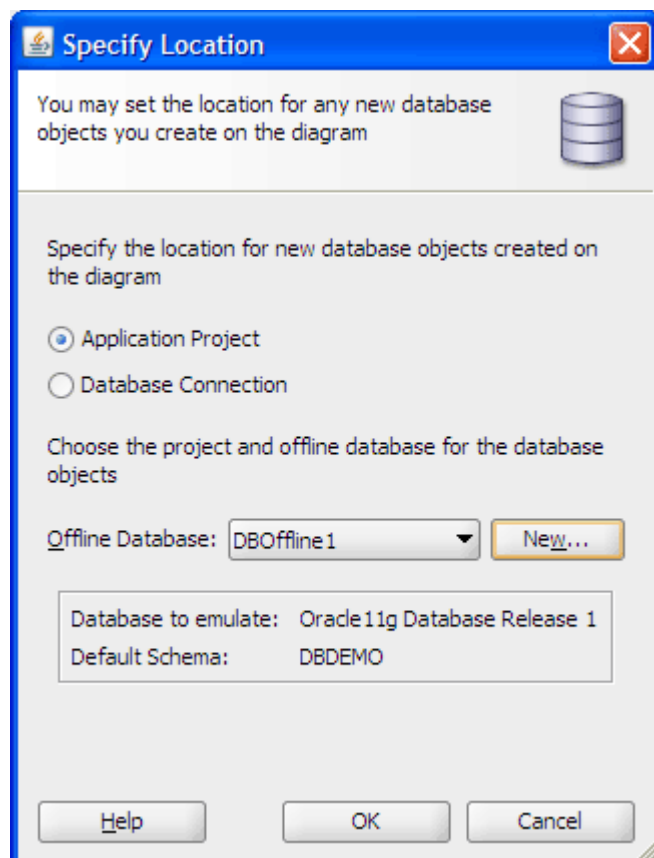 Specify Location
You may set the location for any new database
objects you create on the diagram
Specify the location for new database objects created on
the diagram
Application Project
Database Connection
Choose the project and offline database for the database
objects
Offline Database: DBOffline1 New...
Database to emulate: Oracle11g Database Release 1
Default Schema: DBDEMO
Help OK Cancel